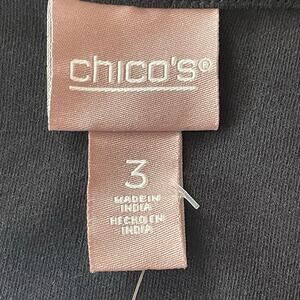 chico's®
3
MADE IN
INDIA
HECHO EN
INDIA